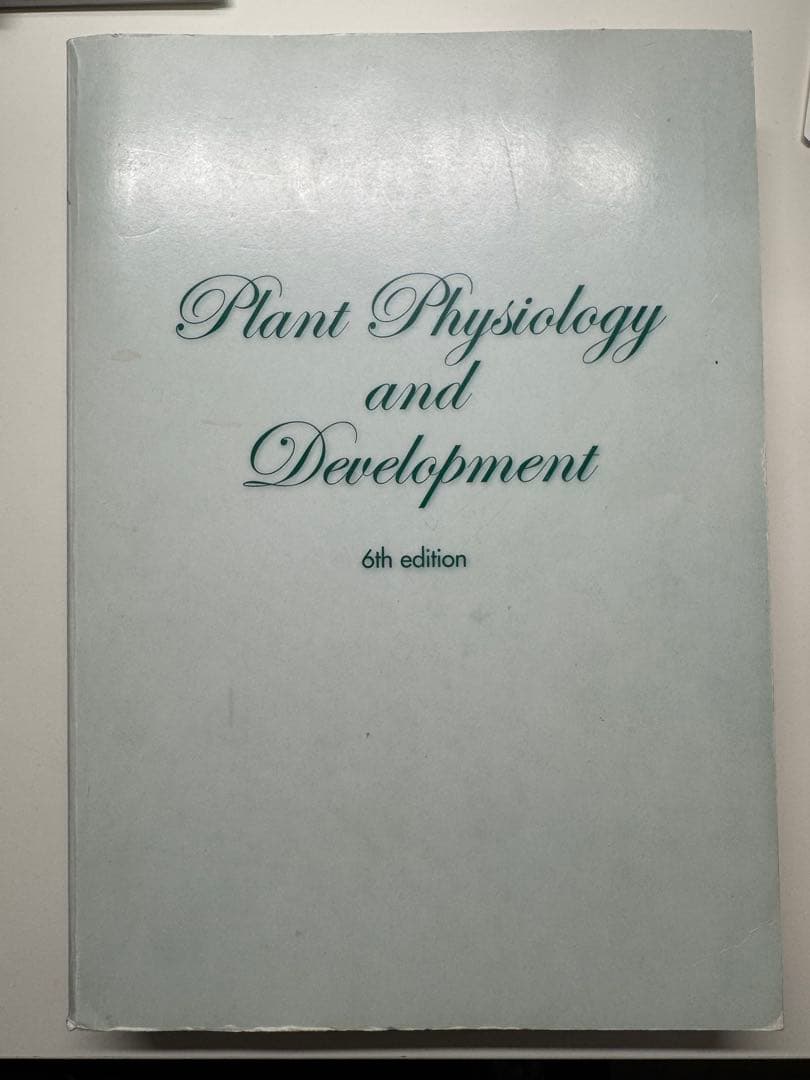 Plant Physiology
and
Development
6th edition